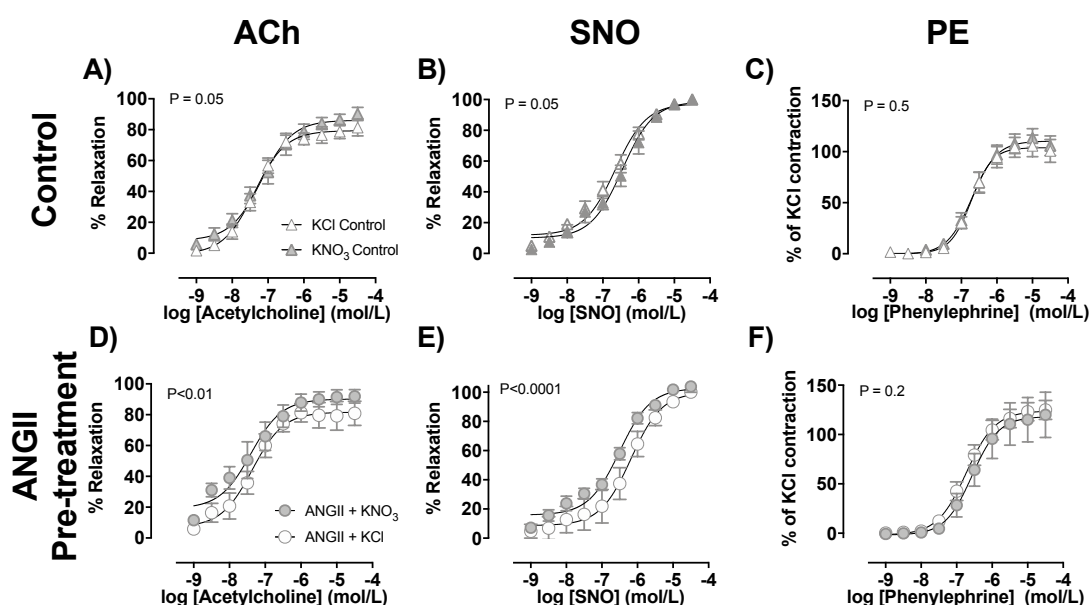 ACh
SNO
PE
Control
A)
P = 0.05
% Relaxation
100
80
60
40
20
0
KCl Control
KNO₃ Control
-9 -8 -7 -6 -5 -4
log [Acetylcholine] (mol/L)
B)
P = 0.05
% Relaxation
100
80
60
40
20
0
-9 -8 -7 -6 -5 -4
log [SNO] (mol/L)
C)
P = 0.5
% of KCl contraction
150
100
50
0
-9 -8 -7 -6 -5 -4
log [Phenylephrine] (mol/L)
ANGII
Pre-treatment
D)
P<0.01
% Relaxation
100
80
60
40
20
0
ANGII + KNO₃
ANGII + KCl
-9 -8 -7 -6 -5 -4
log [Acetylcholine] (mol/L)
E)
P<0.0001
% Relaxation
100
80
60
40
20
0
-9 -8 -7 -6 -5 -4
log [SNO] (mol/L)
F)
P = 0.2
% of KCl contraction
150
100
50
0
-9 -8 -7 -6 -5 -4
log [Phenylephrine] (mol/L)